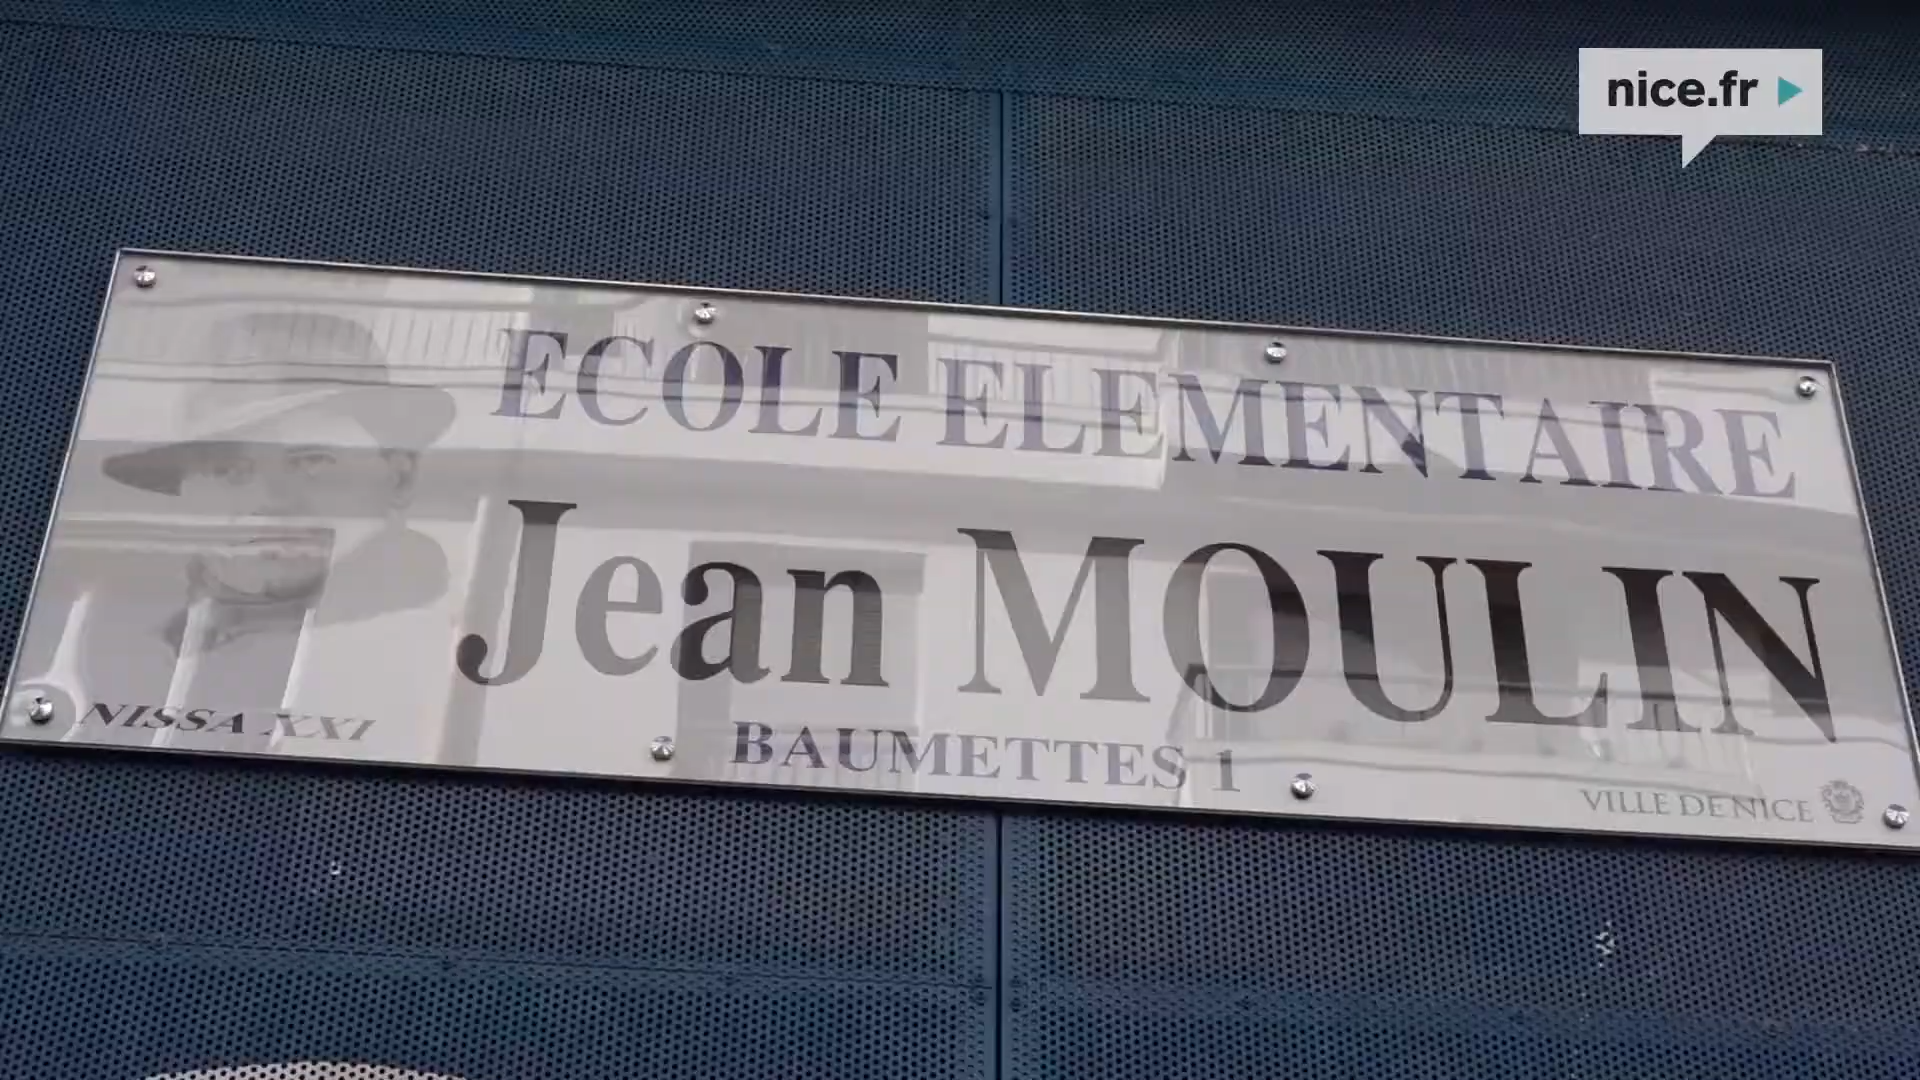 nice.fr
ECOLE ELEMENTAIRE
Jean MOULIN
NISSA XXI
BAUMETTES 1
VILLE DE NICE